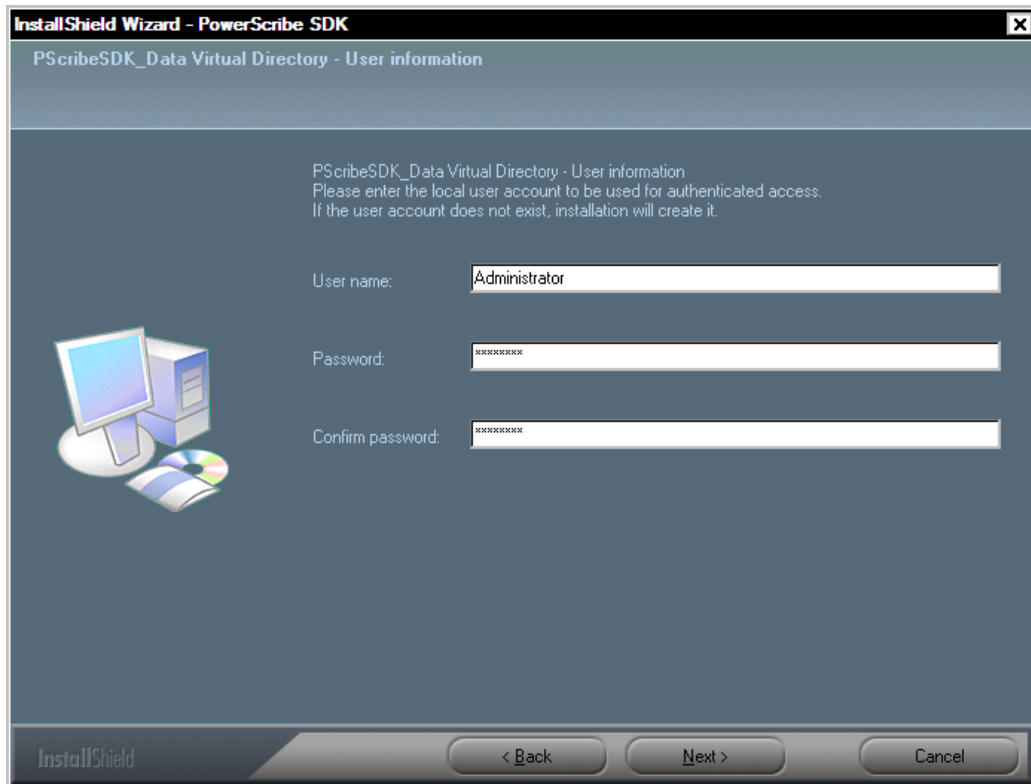 InstallShield Wizard - PowerScribe SDK
PScribeSDK_Data Virtual Directory - User information
PScribeSDK_Data Virtual Directory - User information
Please enter the local user account to be used for authenticated access.
If the user account does not exist, installation will create it.
User name:
Administrator
Password:
********
Confirm password:
********
InstallShield
< Back
Next >
Cancel